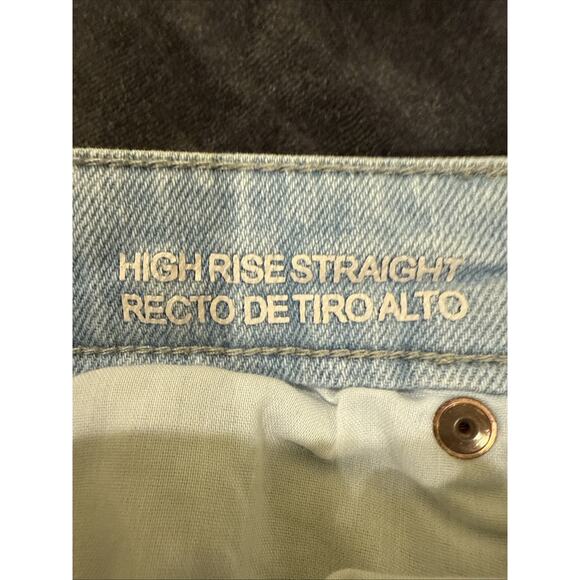 HIGH RISE STRAIGHT
RECTO DE TIRO ALTO